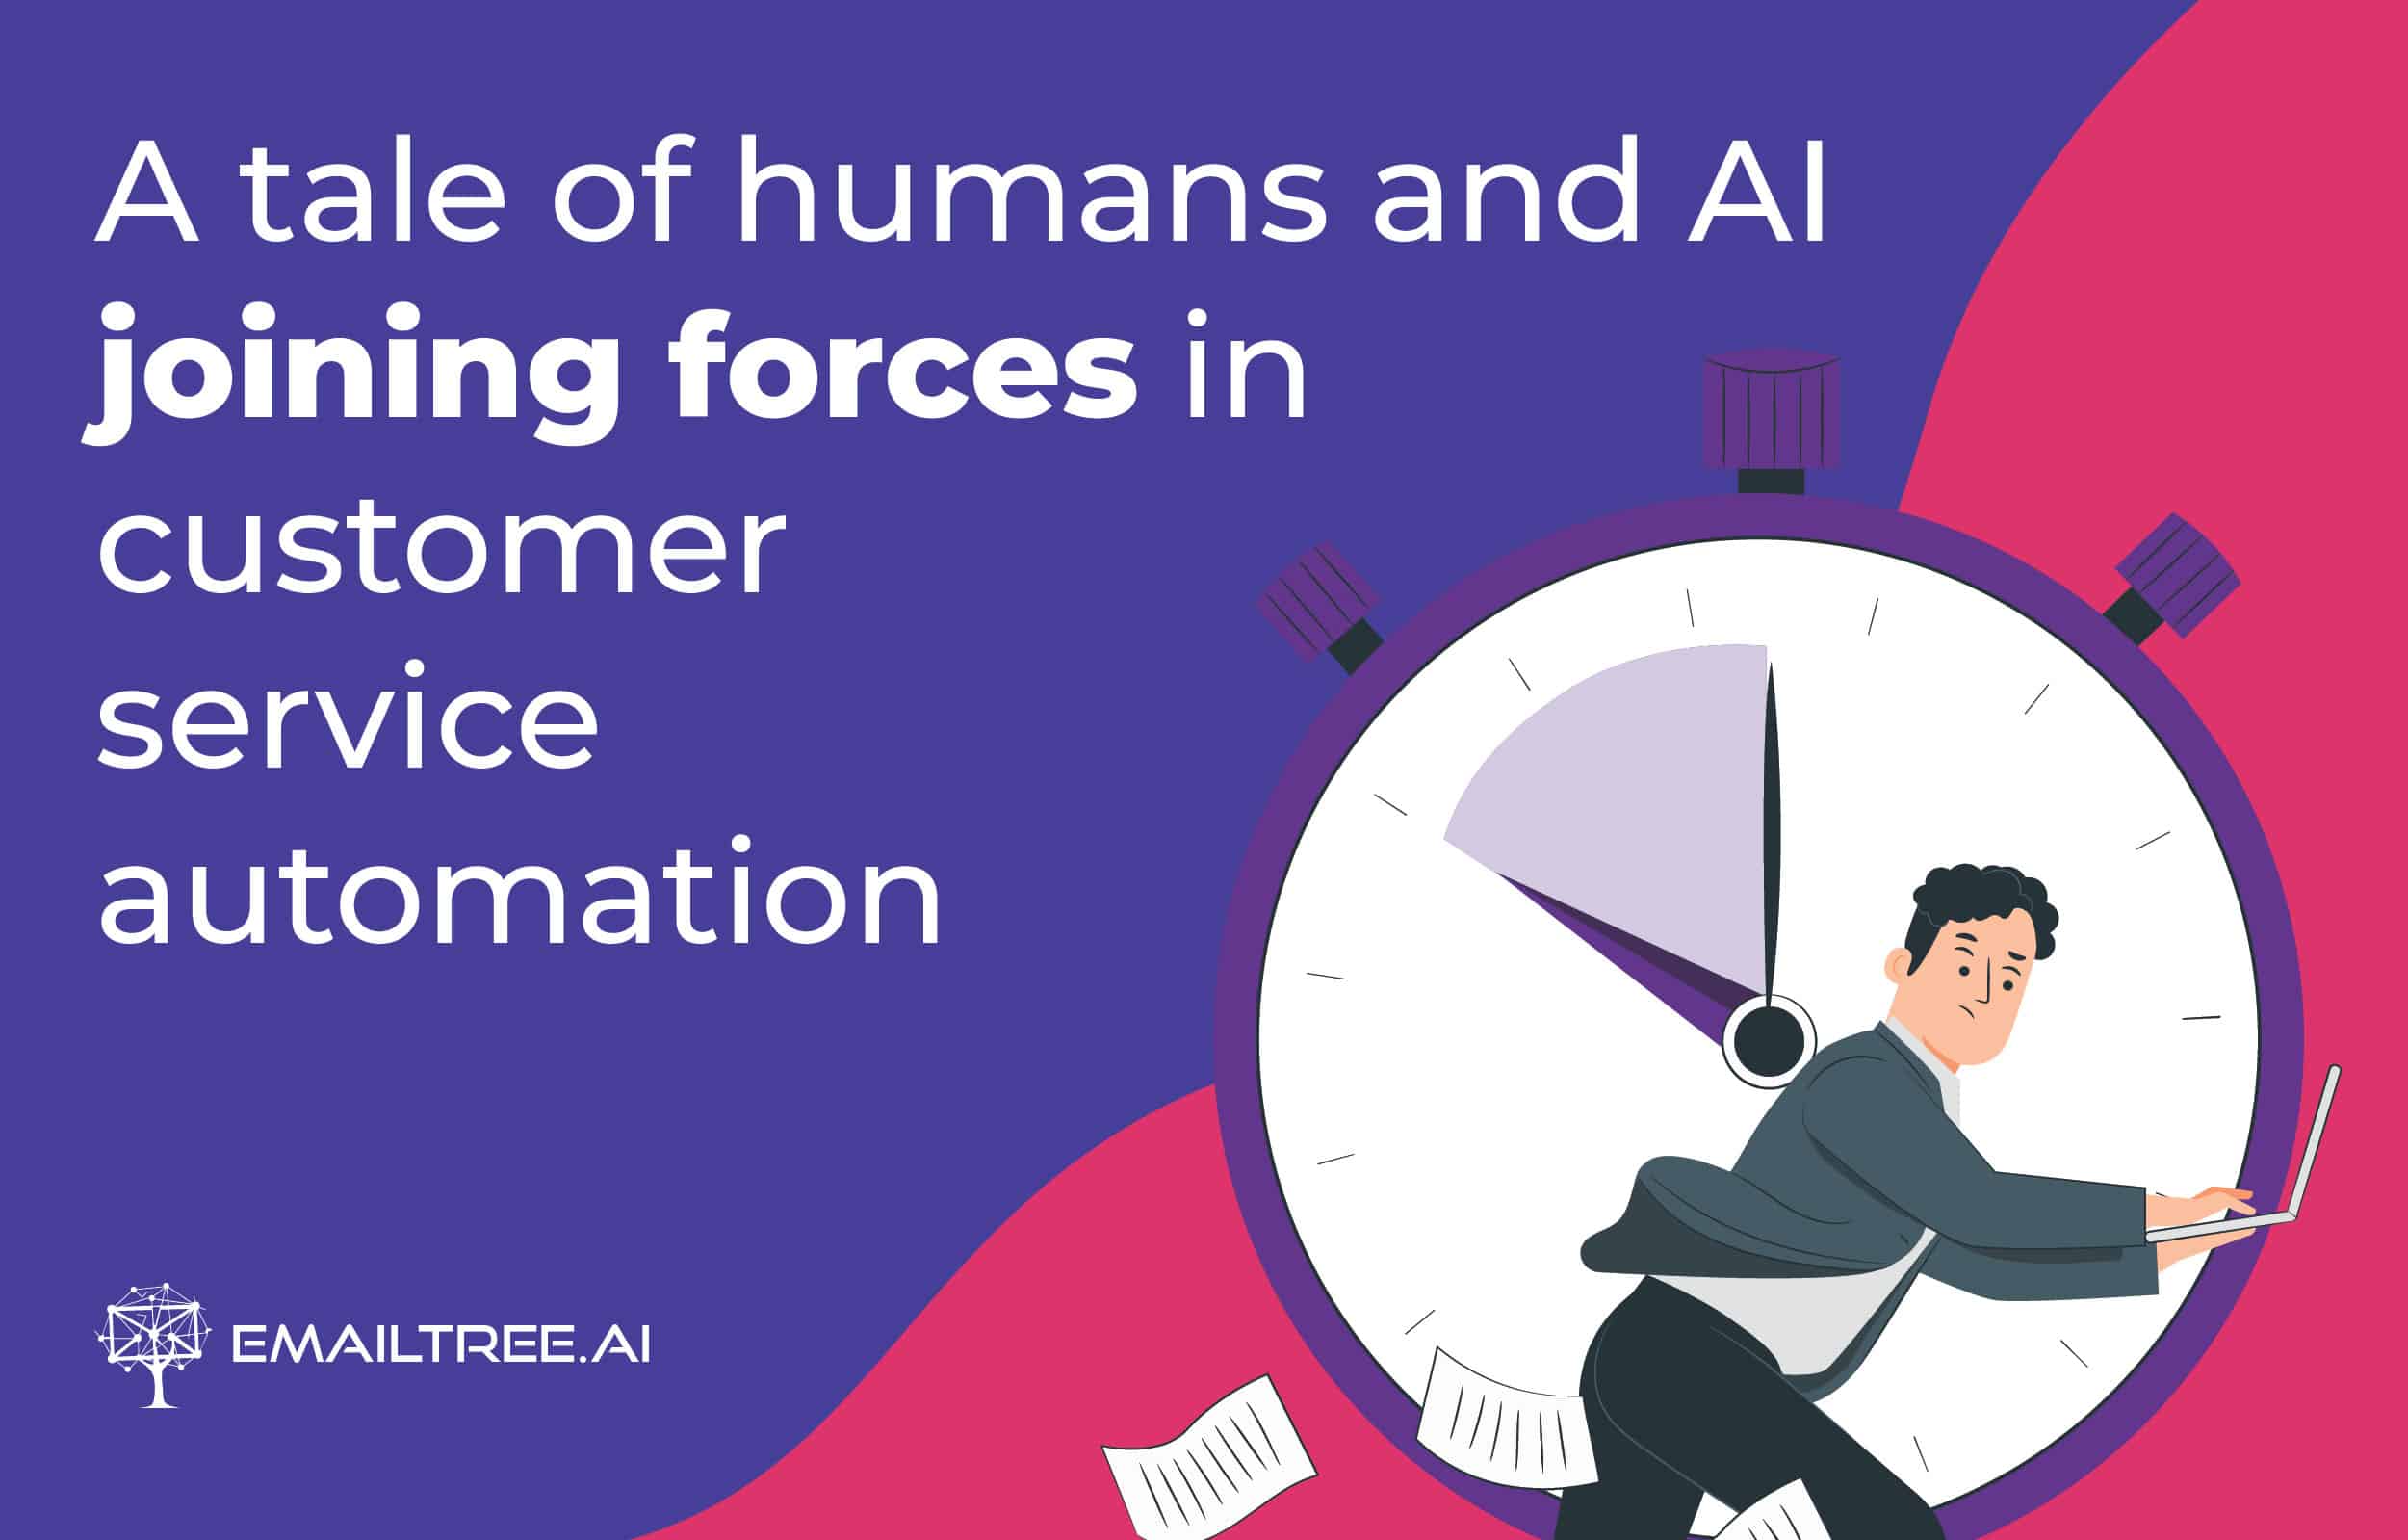 A tale of humans and AI
joining forces in
customer
service
automation
EMAILTREE.AI